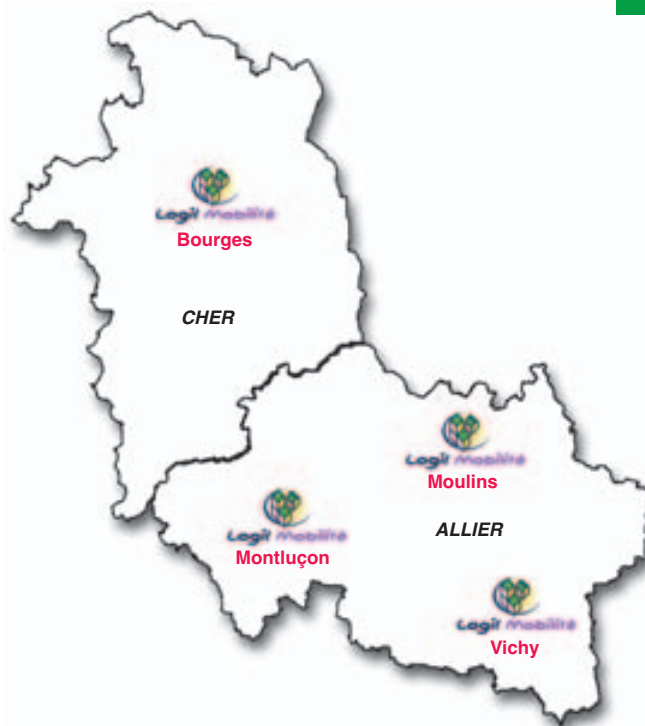 Logit Mobilité
Bourges
CHER
Logit Mobilité
Moulins
Logit Mobilité
Montluçon
ALLIER
Logit Mobilité
Vichy